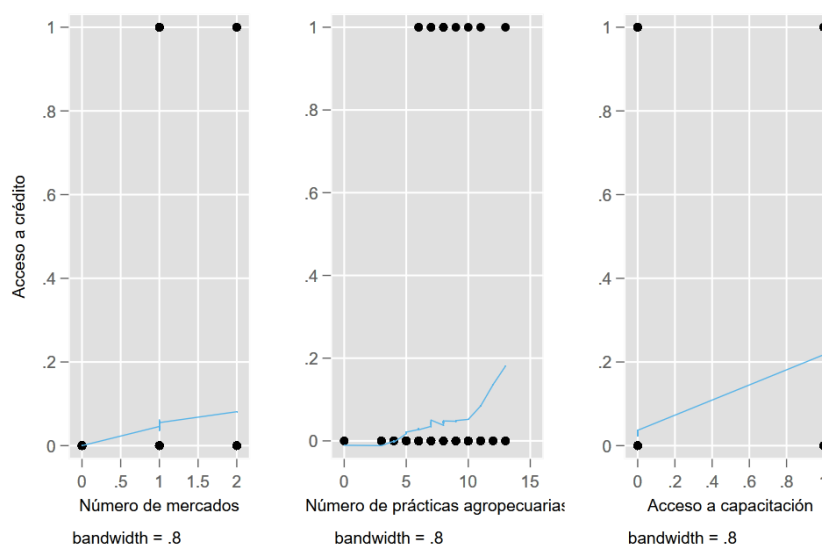 Acceso a crédito
1
.8
.6
.4
.2
0
0 .5 1 1.5 2
Número de mercados
bandwidth = .8
1
.8
.6
.4
.2
0
0 5 10 15
Número de prácticas agropecuarias
bandwidth = .8
1
.8
.6
.4
.2
0
0 .2 .4 .6 .8 1
Acceso a capacitación
bandwidth = .8